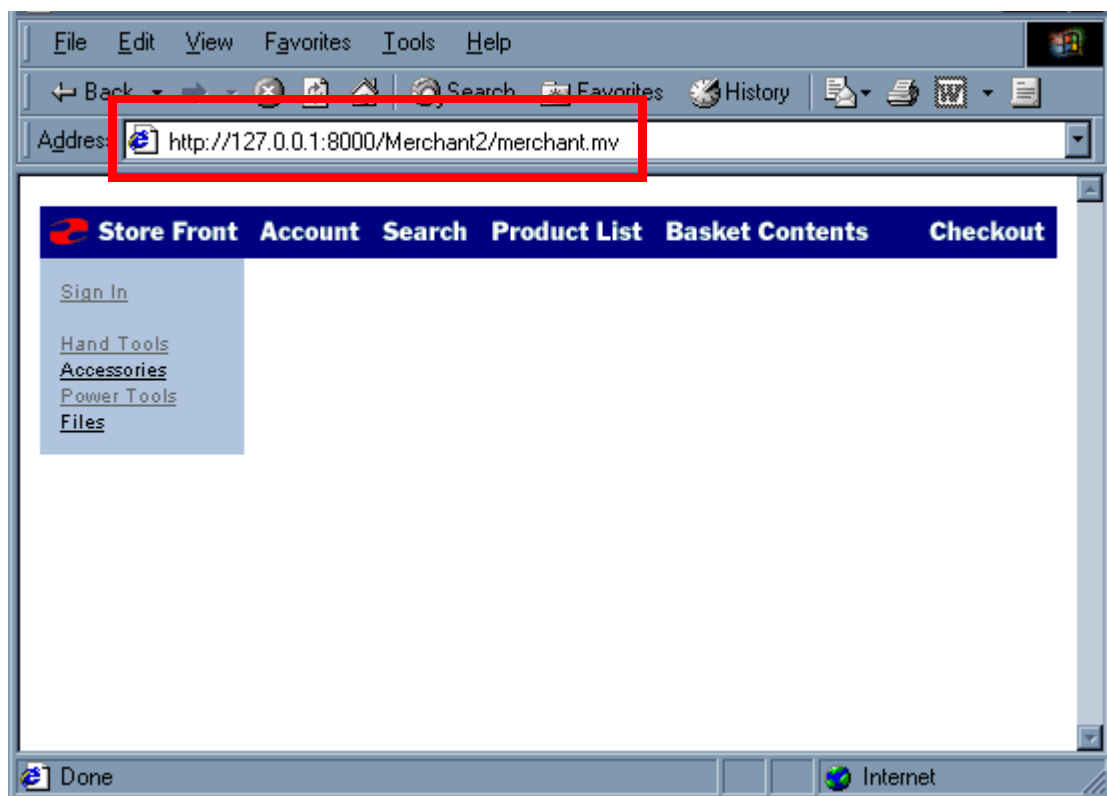 File Edit View Favorites Tools Help
Back Search Favorites History
Address http://127.0.0.1:8000/Merchant2/merchant.mv
Store Front Account Search Product List Basket Contents Checkout
Sign In
Hand Tools
Accessories
Power Tools
Files
Done Internet